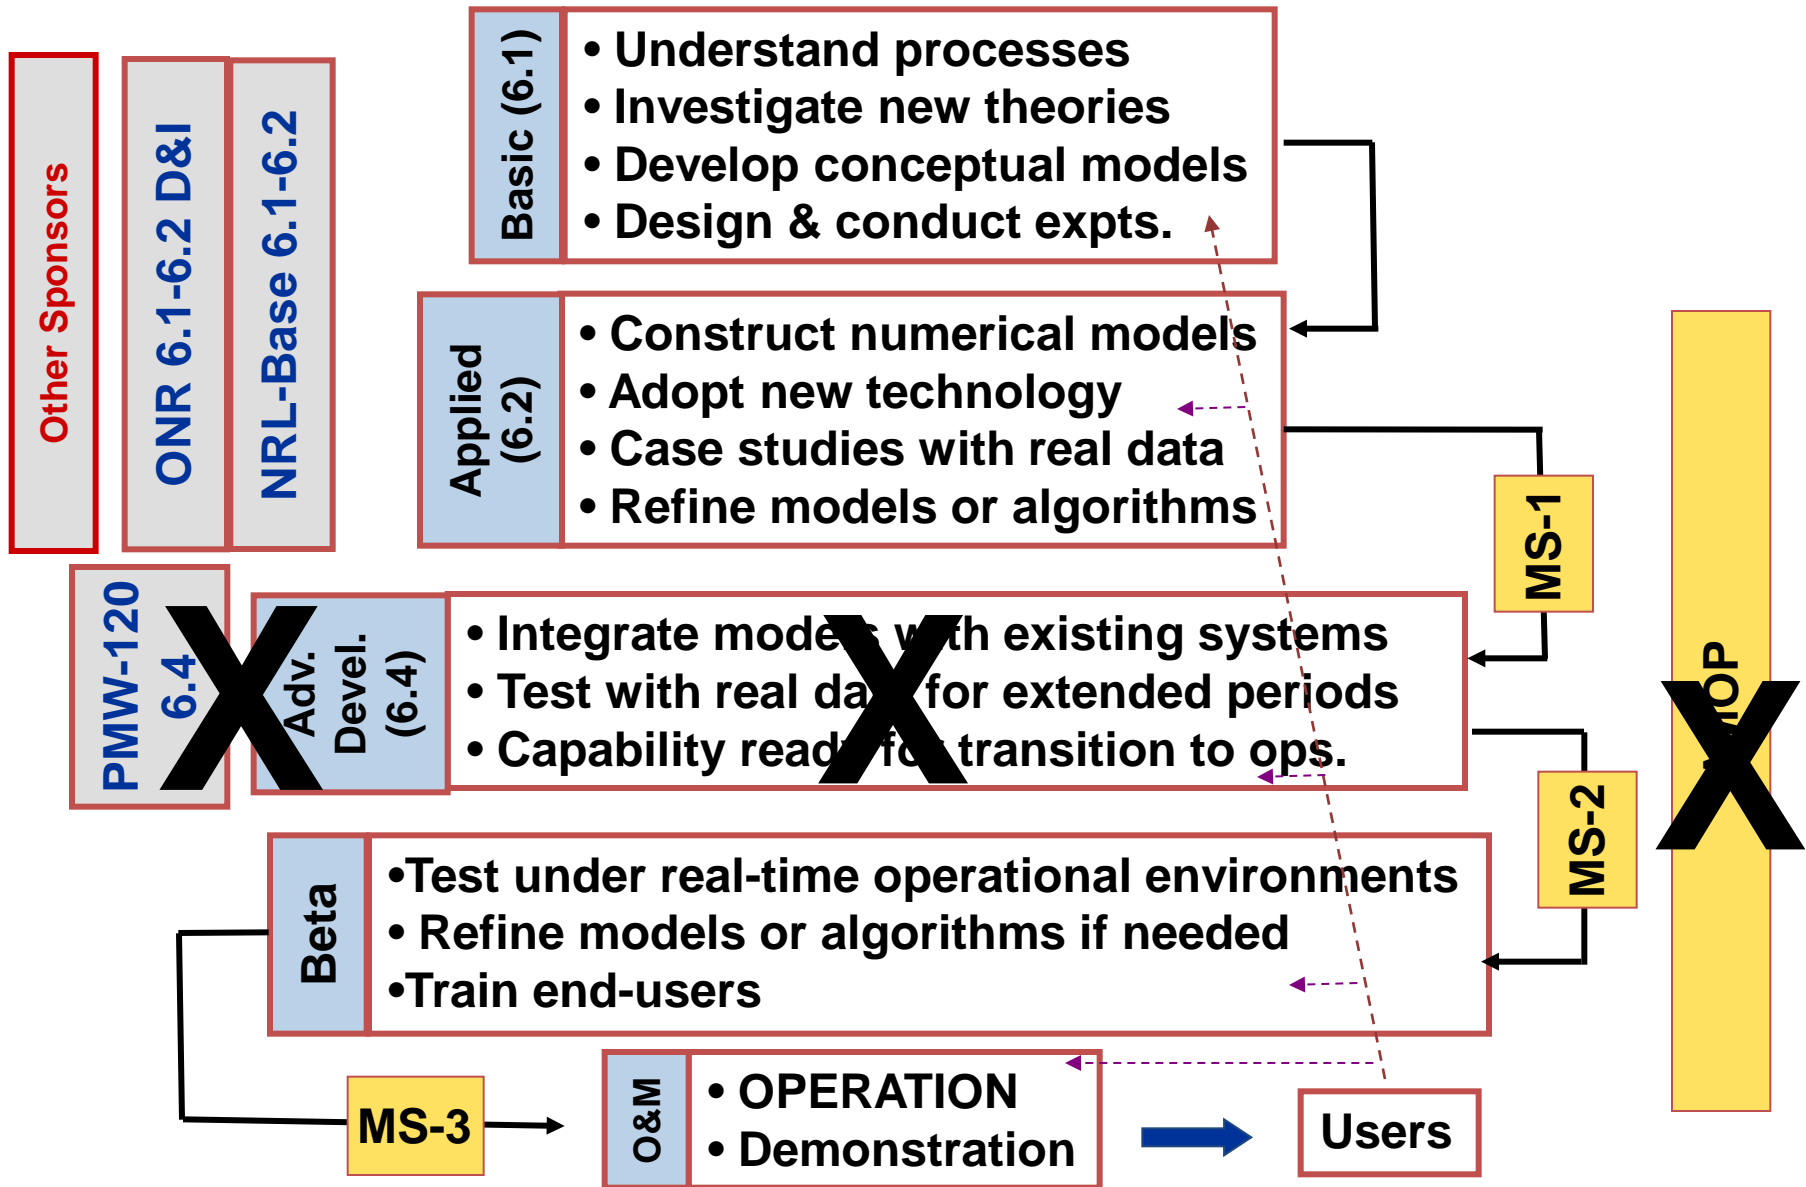 Other Sponsors
ONR 6.1-6.2 D&I
NRL-Base 6.1-6.2
Basic (6.1)
• Understand processes
• Investigate new theories
• Develop conceptual models
• Design & conduct expts.
Applied
(6.2)
• Construct numerical models
• Adopt new technology
• Case studies with real data
• Refine models or algorithms
MS-1
PMW-120
6.4
X
Adv.
Devel.
(6.4)
• Integrate models with existing systems
• Test with real data for extended periods
• Capability ready for transition to ops.
X
MS-2
X
Beta
•Test under real-time operational environments
• Refine models or algorithms if needed
•Train end-users
MS-3
O&M
• OPERATION
• Demonstration
Users